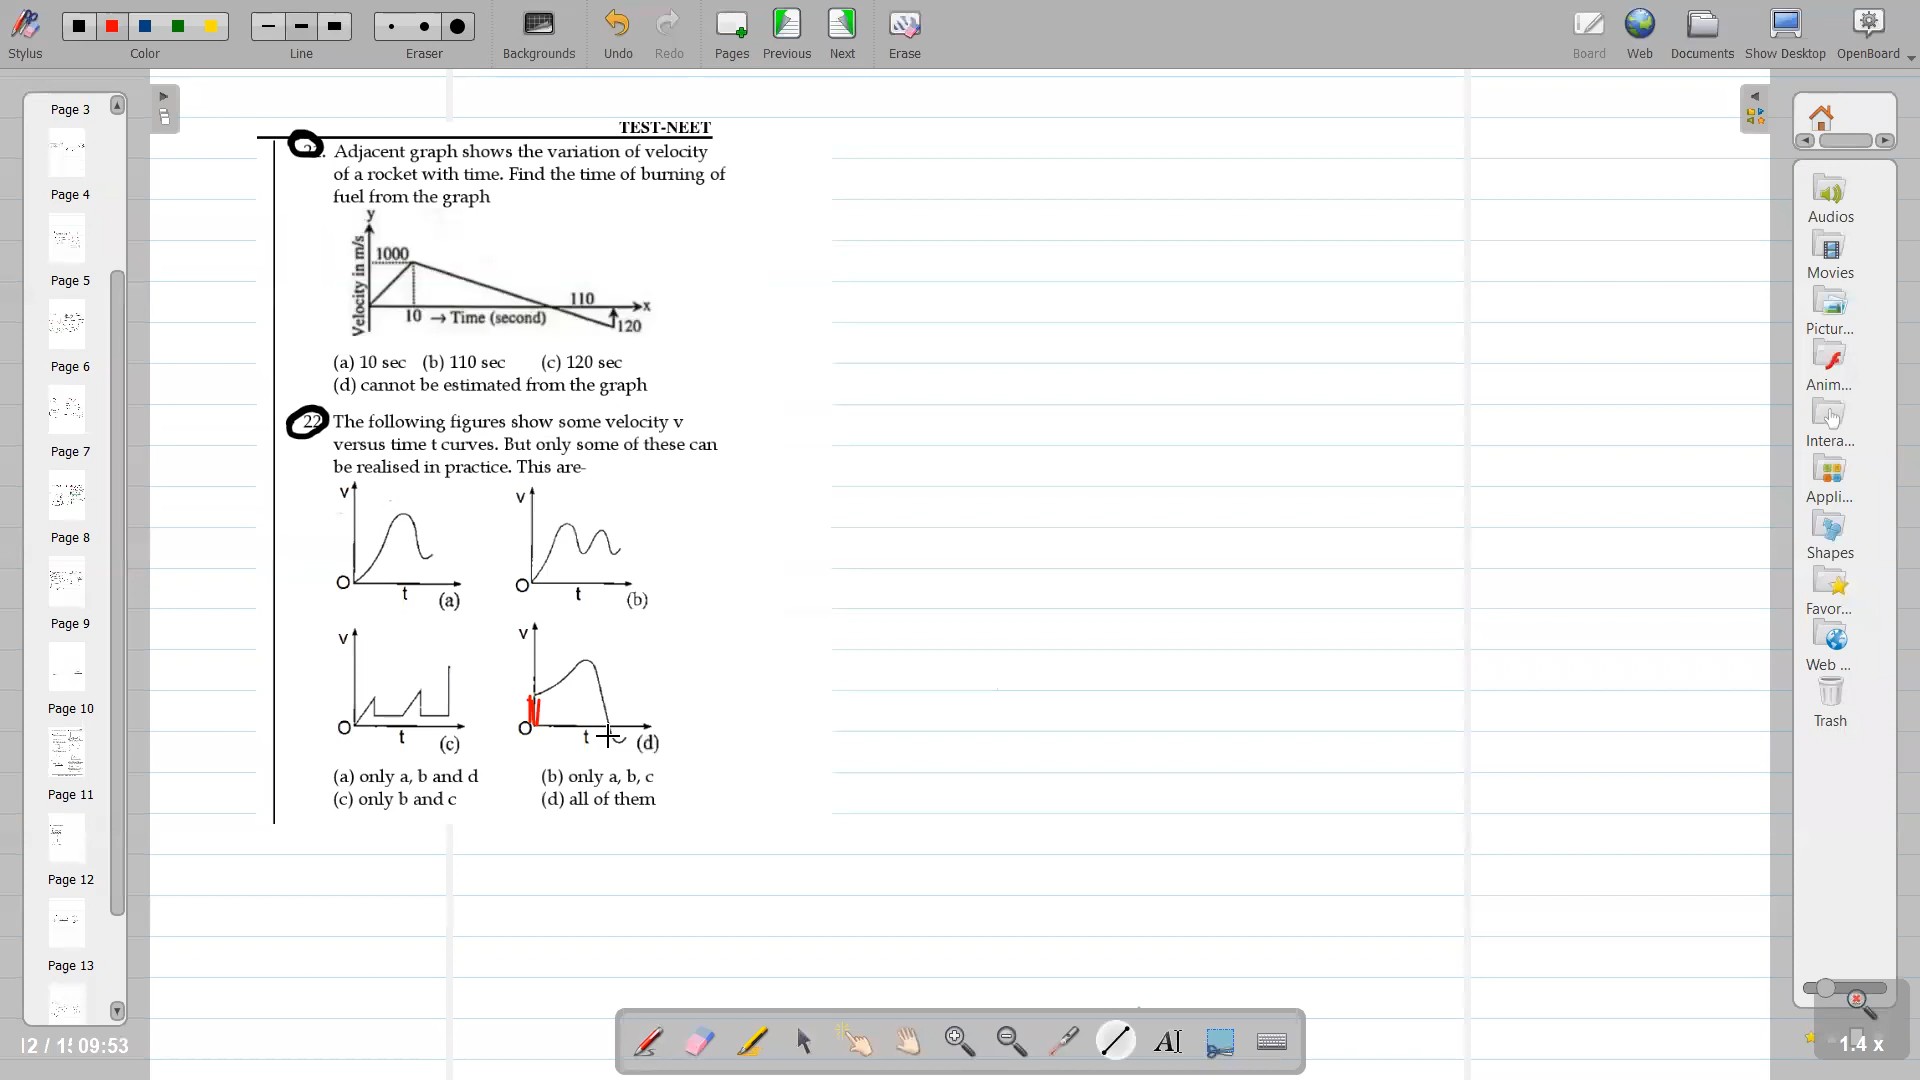 Stylus
Color
Line
Eraser
Backgrounds
Undo
Redo
Pages
Previous
Next
Erase
Board
Web
Documents
Show Desktop
OpenBoard
Page 3
Page 4
Page 5
Page 6
Page 7
Page 8
Page 9
Page 10
Page 11
Page 12
Page 13
TEST-NEET
Adjacent graph shows the variation of velocity
of a rocket with time. Find the time of burning of
fuel from the graph
y
Velocity in m/s
1000
110
x
10 → Time (second)
120
(a) 10 sec (b) 110 sec (c) 120 sec
(d) cannot be estimated from the graph
22 The following figures show some velocity v
versus time t curves. But only some of these can
be realised in practice. This are-
v
O
t
(a)
v
O
t
(b)
v
O
t
(c)
v
O
t
(d)
(a) only a, b and d (b) only a, b, c
(c) only b and c (d) all of them
Audios
Movies
Pictur...
Anim...
Intera...
Appli...
Shapes
Favor...
Web ...
Trash
09:53
1.4 x